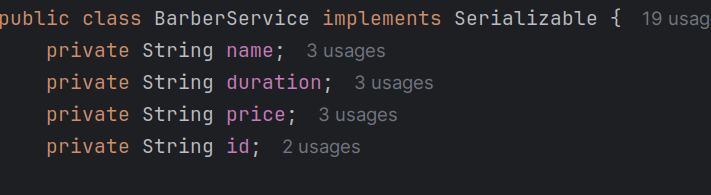 public class BarberService implements Serializable { 19 usag
private String name; 3 usages
private String duration; 3 usages
private String price; 3 usages
private String id; 2 usages